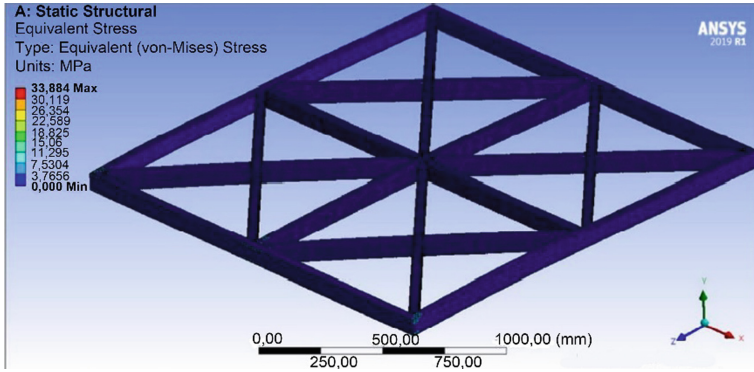 A: Static Structural
Equivalent Stress
Type: Equivalent (von-Mises) Stress
Units: MPa
33,884 Max
30,119
26,354
22,589
18,825
15,06
11,295
7,5304
3,7656
0,000 Min
ANSYS
2019 R1
Y
X
Z
0,00 500,00 1000,00 (mm)
250,00 750,00